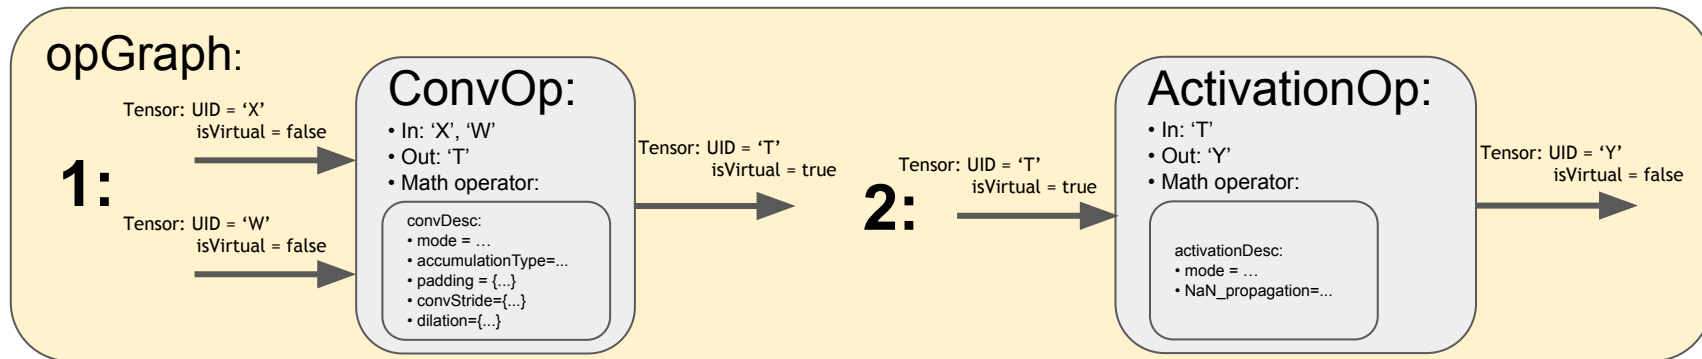 opGraph:
1:
Tensor: UID = ‘X’
isVirtual = false
Tensor: UID = ‘W’
isVirtual = false
ConvOp:
• In: ‘X’, ‘W’
• Out: ‘T’
• Math operator:
convDesc:
• mode = …
• accumulationType=...
• padding = {...}
• convStride={...}
• dilation={...}
Tensor: UID = ‘T’
isVirtual = true
2:
Tensor: UID = ‘T’
isVirtual = true
ActivationOp:
• In: ‘T’
• Out: ‘Y’
• Math operator:
activationDesc:
• mode = …
• NaN_propagation=...
Tensor: UID = ‘Y’
isVirtual = false